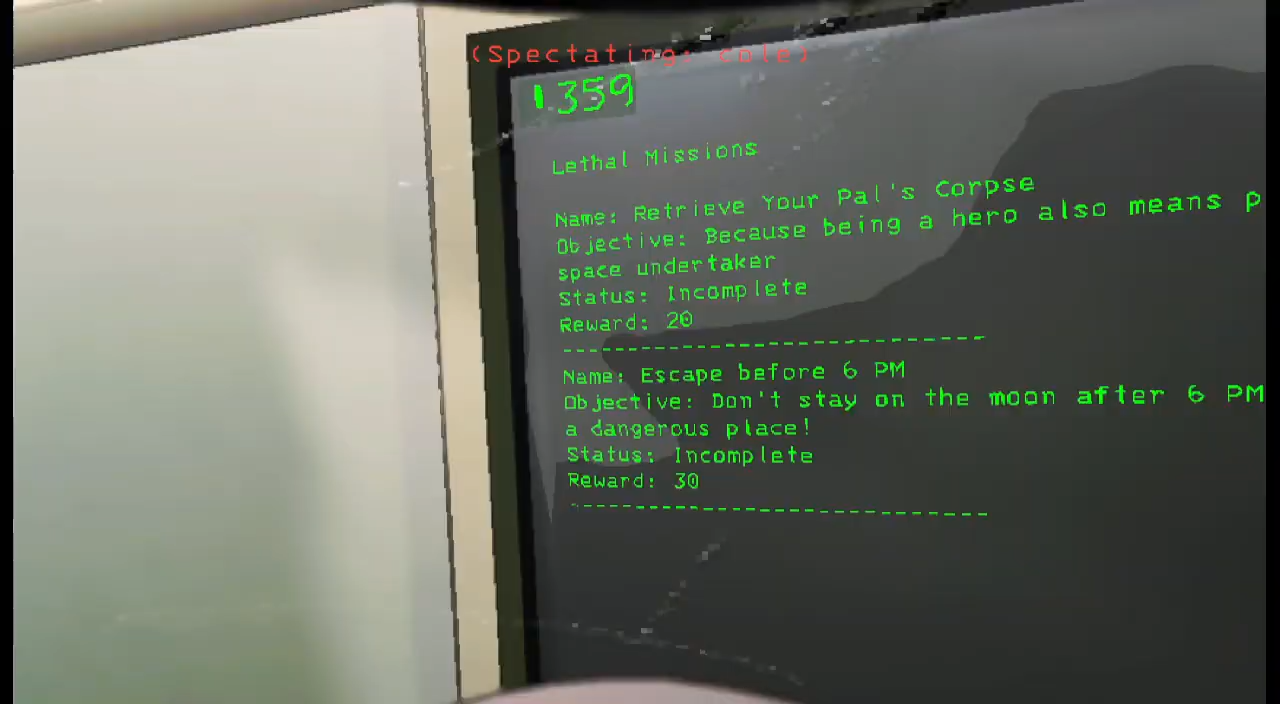 (Spectating: cole)
1359
Lethal Missions
Name: Retrieve Your Pal's Corpse
Objective: Because being a hero also means
space undertaker
Status: Incomplete
Reward: 20
-----------------------------
Name: Escape before 6 PM
Objective: Don't stay on the moon after 6 PM
a dangerous place!
Status: Incomplete
Reward: 30
-----------------------------